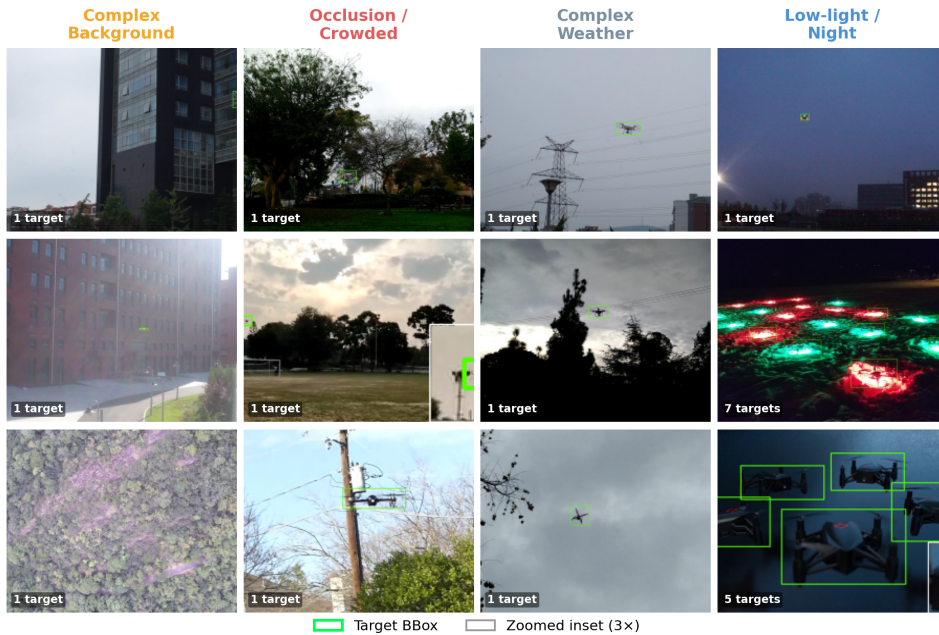 Complex
Background
Occlusion /
Crowded
Complex
Weather
Low-light /
Night
1 target
1 target
1 target
1 target
1 target
1 target
1 target
7 targets
1 target
1 target
1 target
5 targets
Target BBox
Zoomed inset (3×)